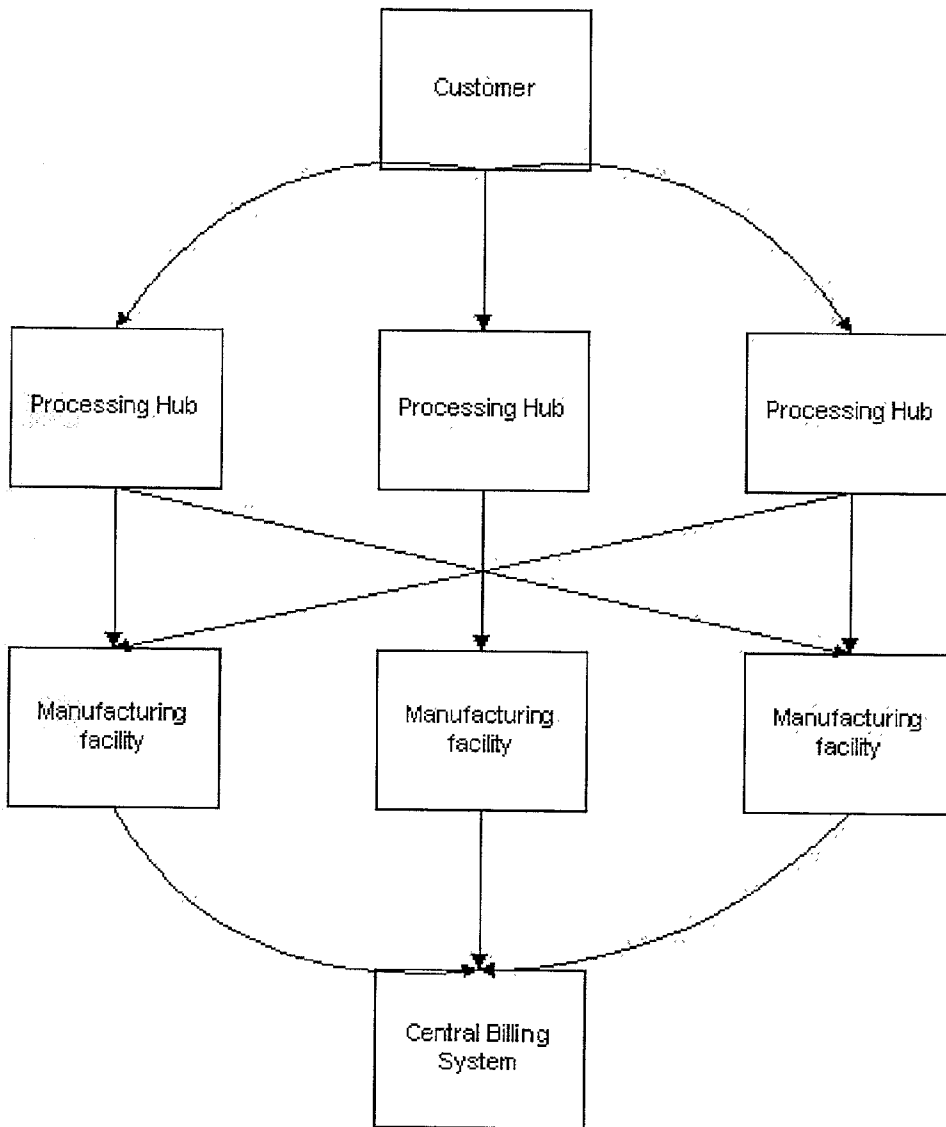 Customer
Processing Hub
Processing Hub
Processing Hub
Manufacturing
facility
Manufacturing
facility
Manufacturing
facility
Central Billing
System